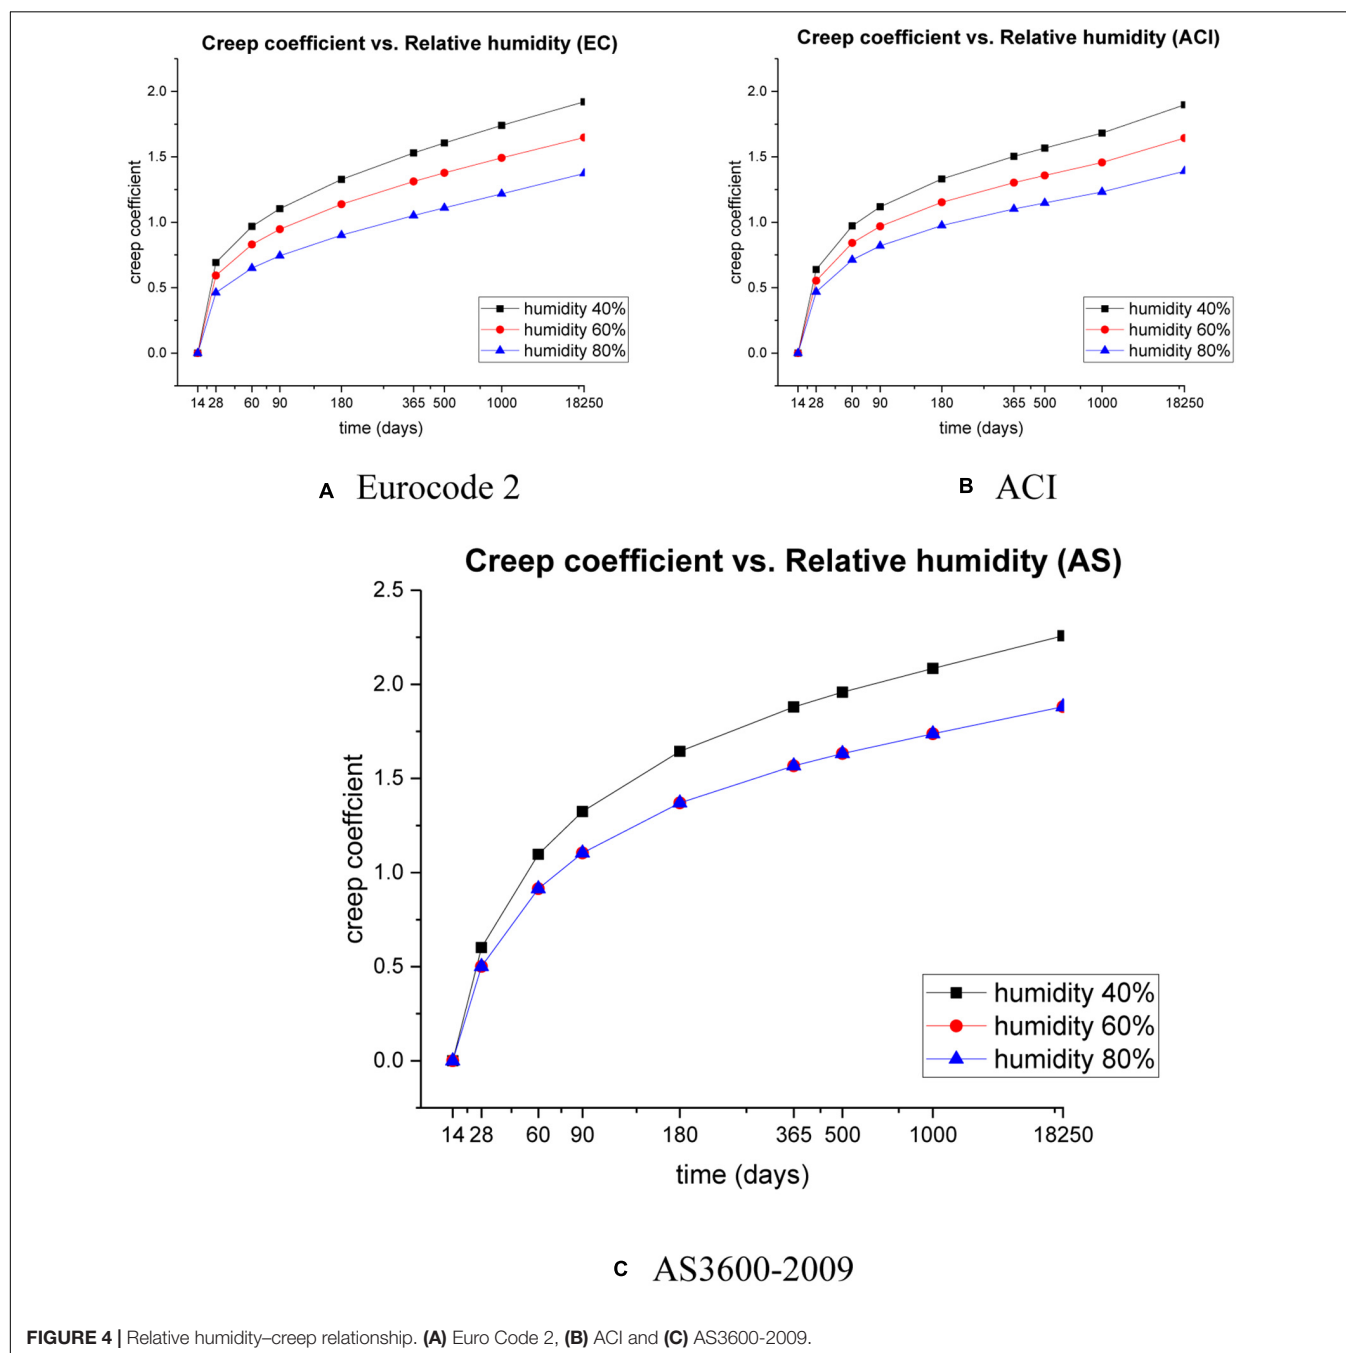 Creep coefficient vs. Relative humidity (EC)
2.0
1.5
1.0
0.5
0.0
creep coefficient
humidity 40%
humidity 60%
humidity 80%
14 28 60 90 180 365 500 1000 18250
time (days)
A Eurocode 2
Creep coefficient vs. Relative humidity (ACI)
2.0
1.5
1.0
0.5
0.0
creep coefficient
humidity 40%
humidity 60%
humidity 80%
14 28 60 90 180 365 500 1000 18250
time (days)
B ACI
Creep coefficient vs. Relative humidity (AS)
2.5
2.0
1.5
1.0
0.5
0.0
creep coeffcient
humidity 40%
humidity 60%
humidity 80%
14 28 60 90 180 365 500 1000 18250
time (days)
C AS3600-2009
FIGURE 4 | Relative humidity–creep relationship. (A) Euro Code 2, (B) ACI and (C) AS3600-2009.